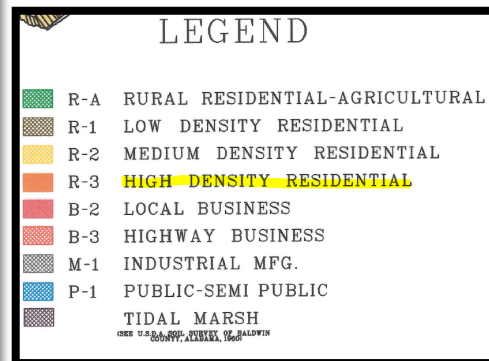 LEGEND
R-A RURAL RESIDENTIAL-AGRICULTURAL
R-1 LOW DENSITY RESIDENTIAL
R-2 MEDIUM DENSITY RESIDENTIAL
R-3 HIGH DENSITY RESIDENTIAL
B-2 LOCAL BUSINESS
B-3 HIGHWAY BUSINESS
M-1 INDUSTRIAL MFG.
P-1 PUBLIC-SEMI PUBLIC
TIDAL MARSH
(SEE U.S.D.A. SOIL SURVEY OF BALDWIN
COUNTY, ALABAMA, 1960)